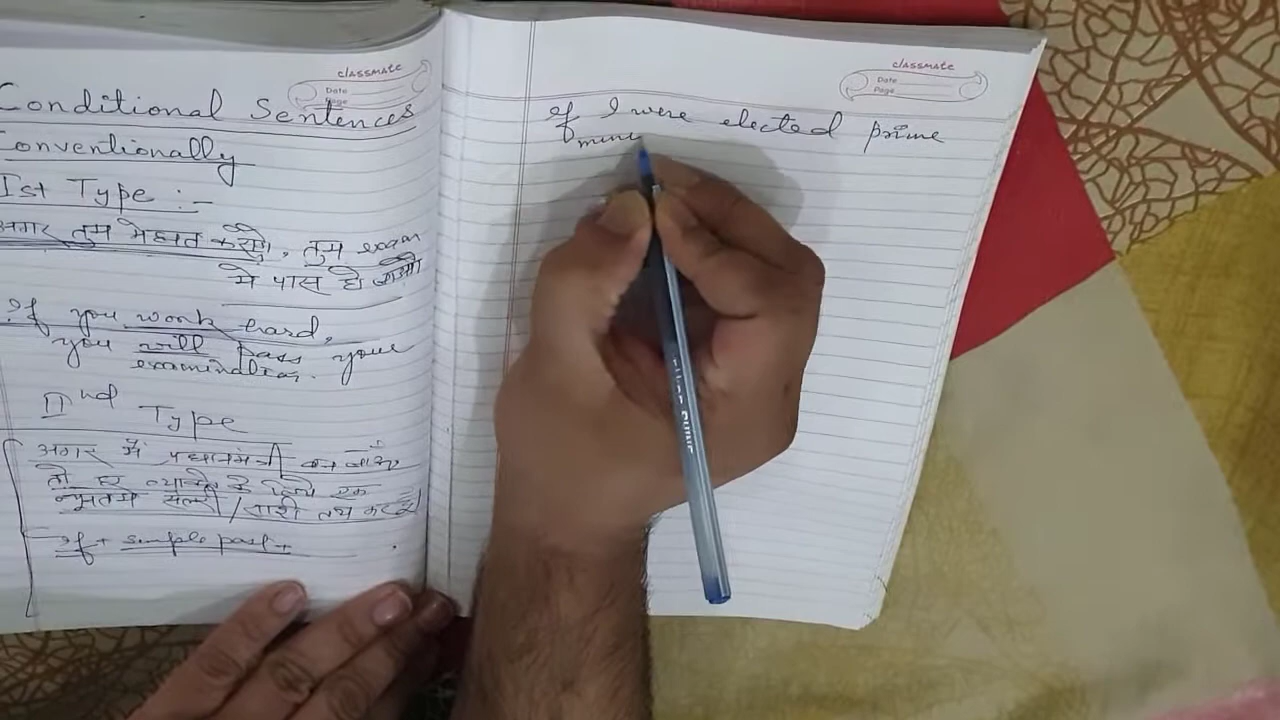 classmate
Date
Page
Conditional Sentences
Conventionally
Ist Type :-
अगर तुम मेहनत करोगे, तुम exam
मे पास हो जाओगे
If you work hard,
you will pass your
examination.
IInd Type
अगर मैं प्रधानमंत्री बन जाऊं
तो हर व्यक्ति के लिये एक
न्यूनतम सैलरी / राशी तय कर दूं
If + simple past +
classmate
Date
Page
If I were elected prime
minis